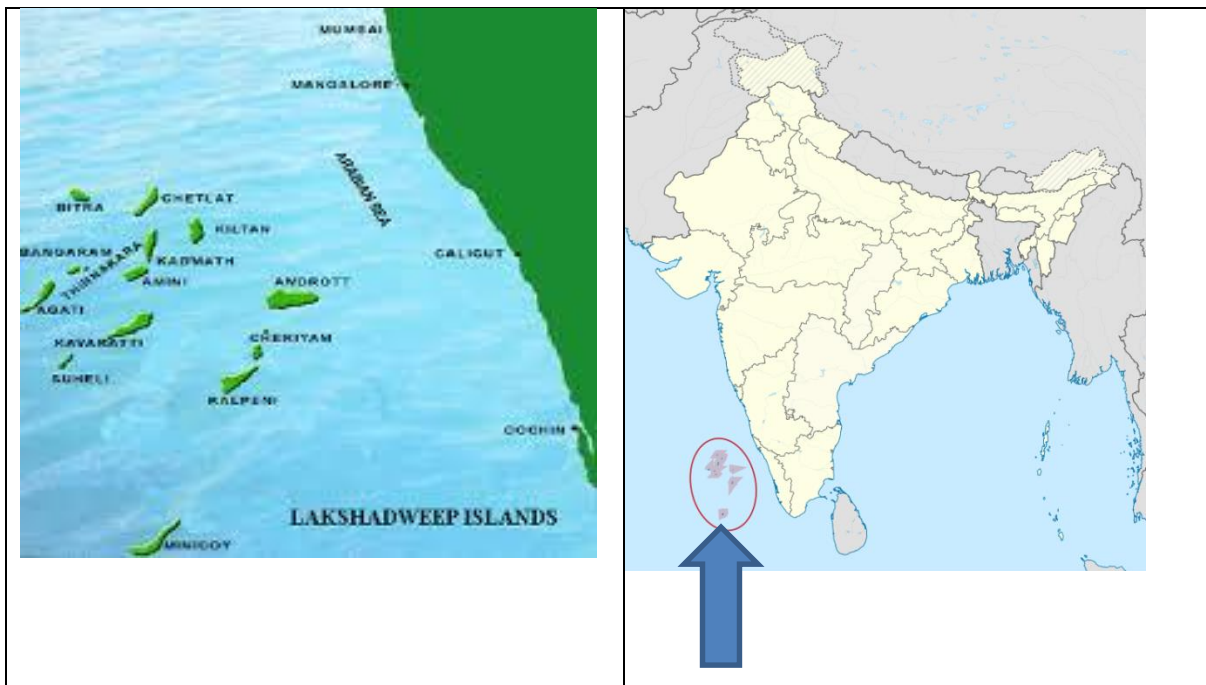 MUMBAI
MANGALORE
ARABIAN SEA
BITRA
CHETLAT
KILTAN
BANGARAM
THINNAKARA
KADMATH
CALICUT
AMINI
ANDROTT
AGATI
KAVARATTI
CHERIYAM
SUHELI
KALPENI
COCHIN
LAKSHADWEEP ISLANDS
MINICOY